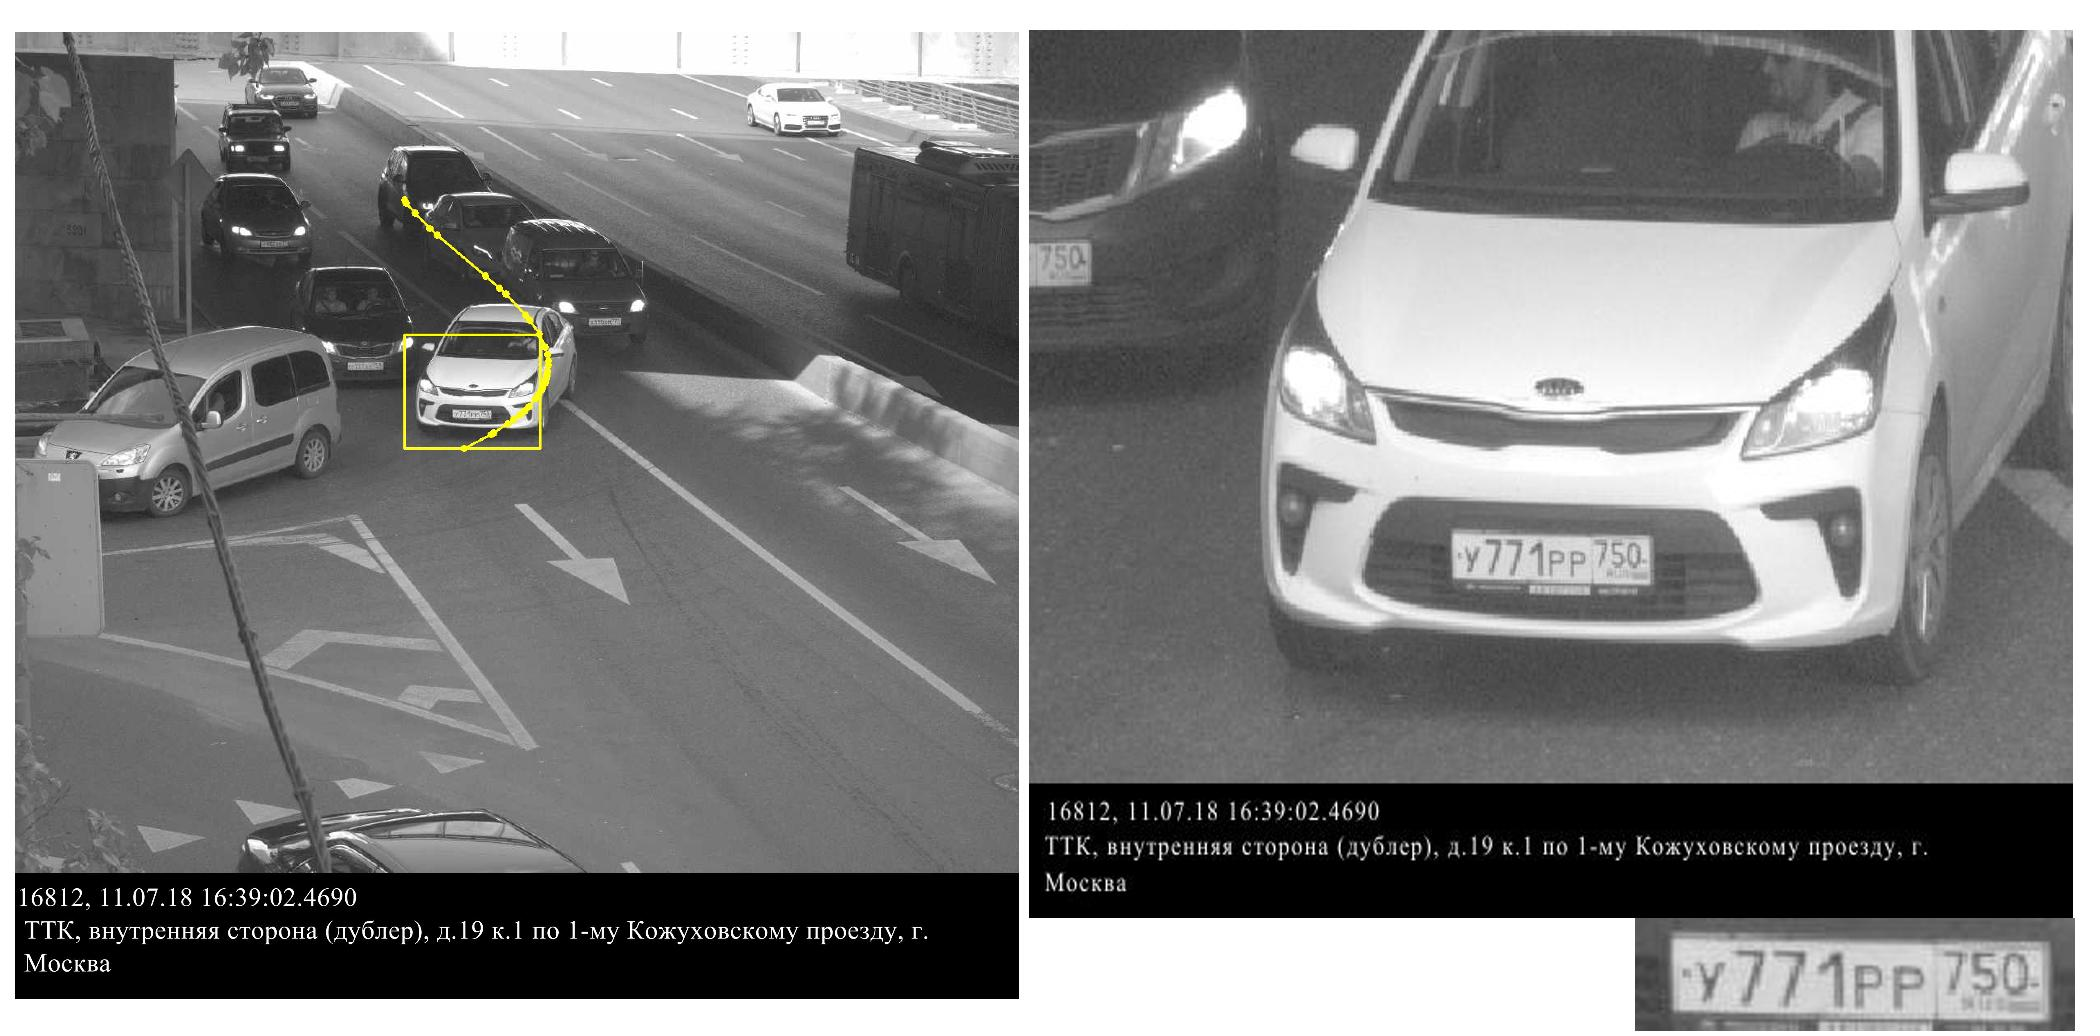 16812, 11.07.18 16:39:02.4690
ТТК, внутренняя сторона (дублер), д.19 к.1 по 1-му Кожуховскому проезду, г.
Москва
750
У771РР 750
16812, 11.07.18 16:39:02.4690
ТТК, внутренняя сторона (дублер), д.19 к.1 по 1-му Кожуховскому проезду, г.
Москва
У771РР 750